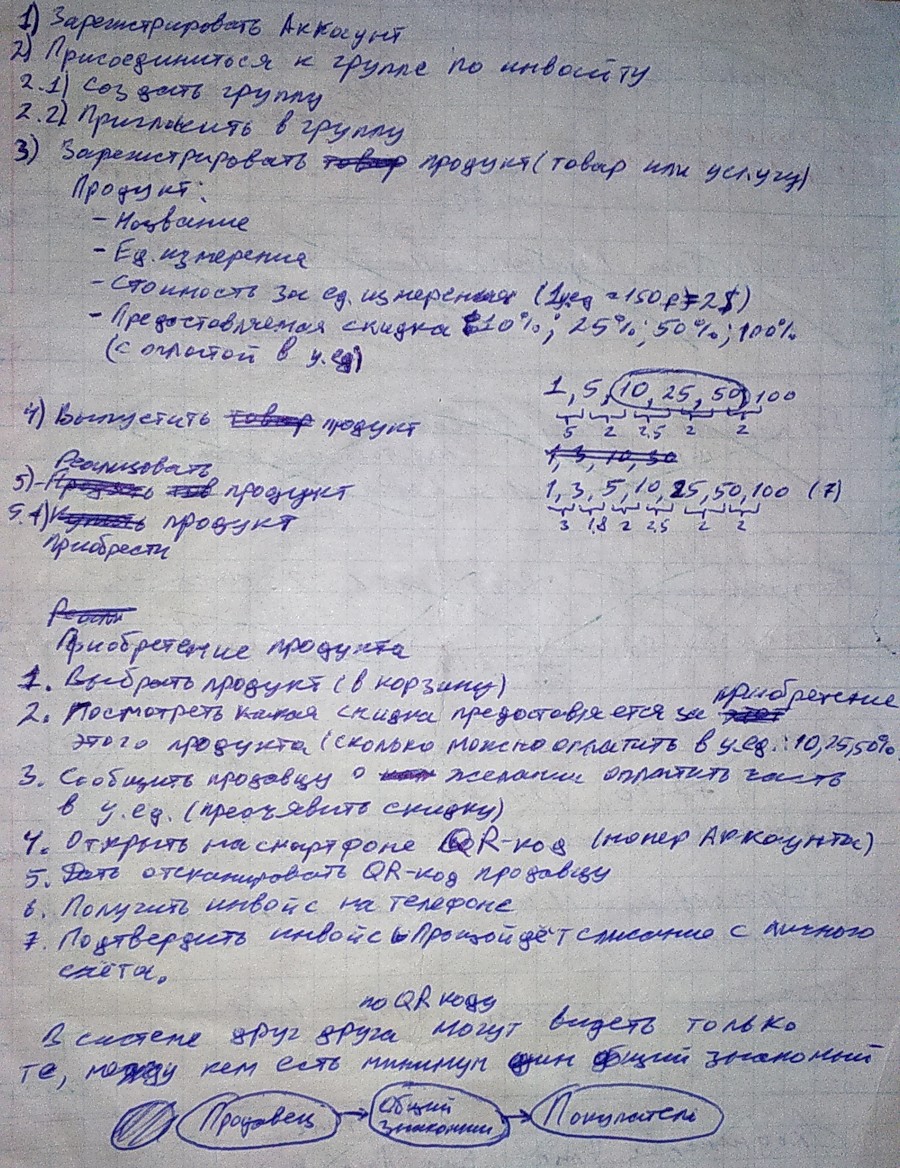 1) Зарегистрировать Аккаунт
2) Присоединиться к группе по инвойту
2.1) Создать группу
2.2) Пригласить в группу
3) Зарегистрировать товар продукт (товар или услугу)
Продукт:
- Название
- Ед. измерения
- Стоимость за ед. измерения (1у.ед = 150р = 2$)
- Предоставляемая скидка 10%; 25%; 50%; 100%
(с оплатой в у.ед)
1, 5, 10, 25, 50, 100
5 2 2,5 2 2
4) Выпустить товар продукт
1, 3, 10, 30
Реализовать
5) Продать тов продукт
1, 3, 5, 10, 25, 50, 100 (7)
3 1,8 2 2,5 2 2
5.1) Купить продукт
Приобрести
Приобретение продукта
1. Выбрать продукт (в корзину)
приобретение
2. Посмотреть какая скидка предоставляется за этот
этого продукта (сколько можно оплатить в у.ед.: 10,25,50%
3. Сообщить продавцу о желании оплатить часть
в у.ед. (предъявить скидку)
4. Открыть на смартфоне QR-код (номер Аккаунта)
5. Дать отсканировать QR-код продавцу
6. Получить инвойс на телефоне
7. Подтвердить инвойс Произойдёт списание с личного
счёта.
по QR коду
В системе друг друга могут видеть только
те, между кем есть минимум один общий знакомый
Продавец → Общий знакомый → Покупатель